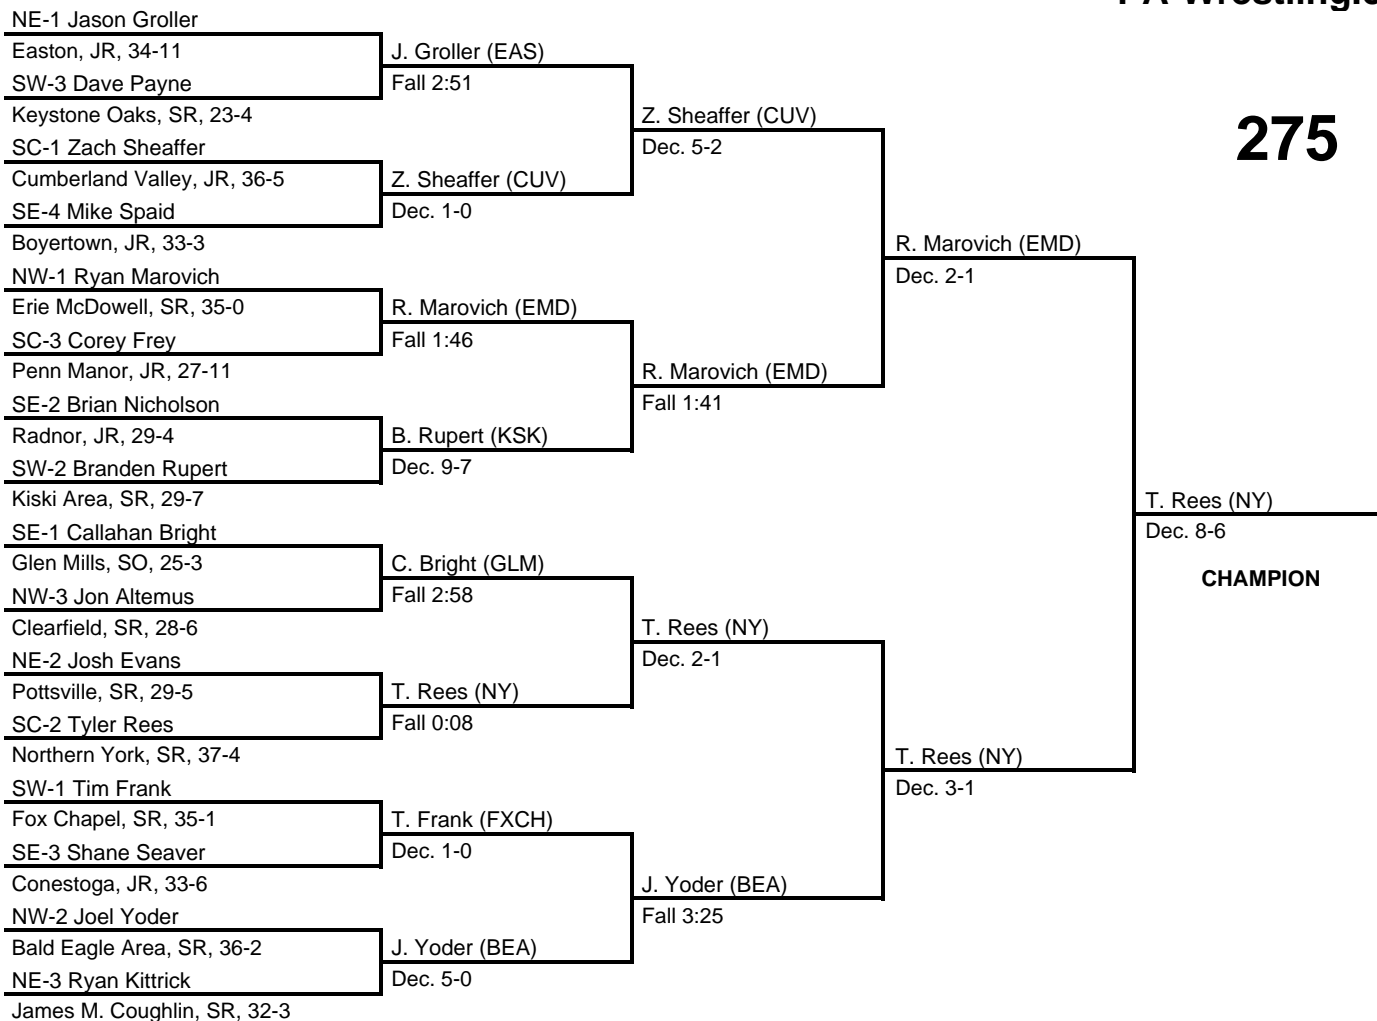 NE-1 Jason Groller
Easton, JR, 34-11
SW-3 Dave Payne
Keystone Oaks, SR, 23-4
SC-1 Zach Sheaffer
Cumberland Valley, JR, 36-5
SE-4 Mike Spaid
Boyertown, JR, 33-3
NW-1 Ryan Marovich
Erie McDowell, SR, 35-0
SC-3 Corey Frey
Penn Manor, JR, 27-11
SE-2 Brian Nicholson
Radnor, JR, 29-4
SW-2 Branden Rupert
Kiski Area, SR, 29-7
SE-1 Callahan Bright
Glen Mills, SO, 25-3
NW-3 Jon Altemus
Clearfield, SR, 28-6
NE-2 Josh Evans
Pottsville, SR, 29-5
SC-2 Tyler Rees
Northern York, SR, 37-4
SW-1 Tim Frank
Fox Chapel, SR, 35-1
SE-3 Shane Seaver
Conestoga, JR, 33-6
NW-2 Joel Yoder
Bald Eagle Area, SR, 36-2
NE-3 Ryan Kittrick
James M. Coughlin, SR, 32-3
J. Groller (EAS)
Fall 2:51
Z. Sheaffer (CUV)
Dec. 1-0
R. Marovich (EMD)
Fall 1:46
B. Rupert (KSK)
Dec. 9-7
C. Bright (GLM)
Fall 2:58
T. Rees (NY)
Fall 0:08
T. Frank (FXCH)
Dec. 1-0
J. Yoder (BEA)
Dec. 5-0
Z. Sheaffer (CUV)
Dec. 5-2
R. Marovich (EMD)
Fall 1:41
T. Rees (NY)
Dec. 2-1
J. Yoder (BEA)
Fall 3:25
R. Marovich (EMD)
Dec. 2-1
T. Rees (NY)
Dec. 3-1
275
T. Rees (NY)
Dec. 8-6
CHAMPION